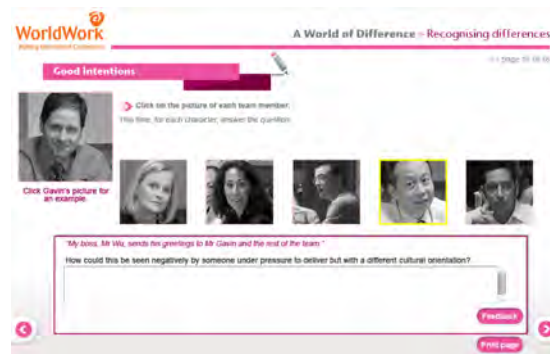 WorldWork
A World of Difference – Recognising differences
Good Intentions
Click on the picture of each team member.
This time, for each character, answer the question
Click Gavin's picture for
an example.
"My boss, Mr Wu, sends his greetings to Mr Gavin and the rest of the team."
How could this be seen negatively by someone under pressure to deliver but with a different cultural orientation?
Feedback
Print page